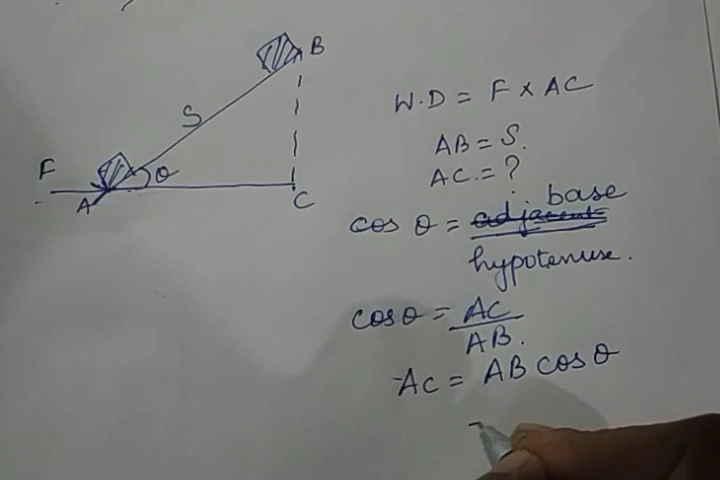 B
S
F
θ
A
C
W.D = F × AC
AB = S.
AC = ?
base
cos θ = adjacent
hypotenuse.
cos θ = AC
AB.
AC = AB cos θ